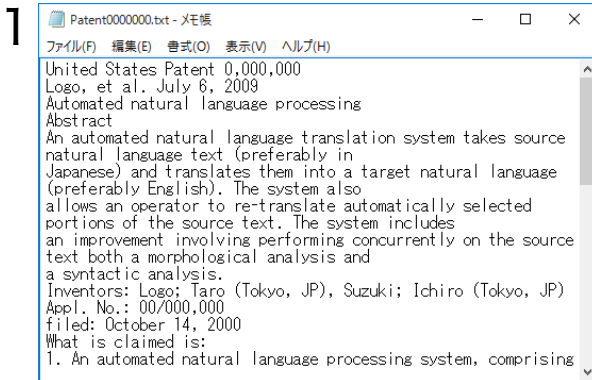 1
Patent0000000.txt - メモ帳
ファイル(F) 編集(E) 書式(O) 表示(V) ヘルプ(H)
United States Patent 0,000,000
Logo, et al. July 6, 2009
Automated natural language processing
Abstract
An automated natural language translation system takes source
natural language text (preferably in
Japanese) and translates them into a target natural language
(preferably English). The system also
allows an operator to re-translate automatically selected
portions of the source text. The system includes
an improvement involving performing concurrently on the source
text both a morphological analysis and
a syntactic analysis.
Inventors: Logo; Taro (Tokyo, JP), Suzuki; Ichiro (Tokyo, JP)
Appl. No.: 00/000,000
filed: October 14, 2000
What is claimed is:
1. An automated natural language processing system, comprising